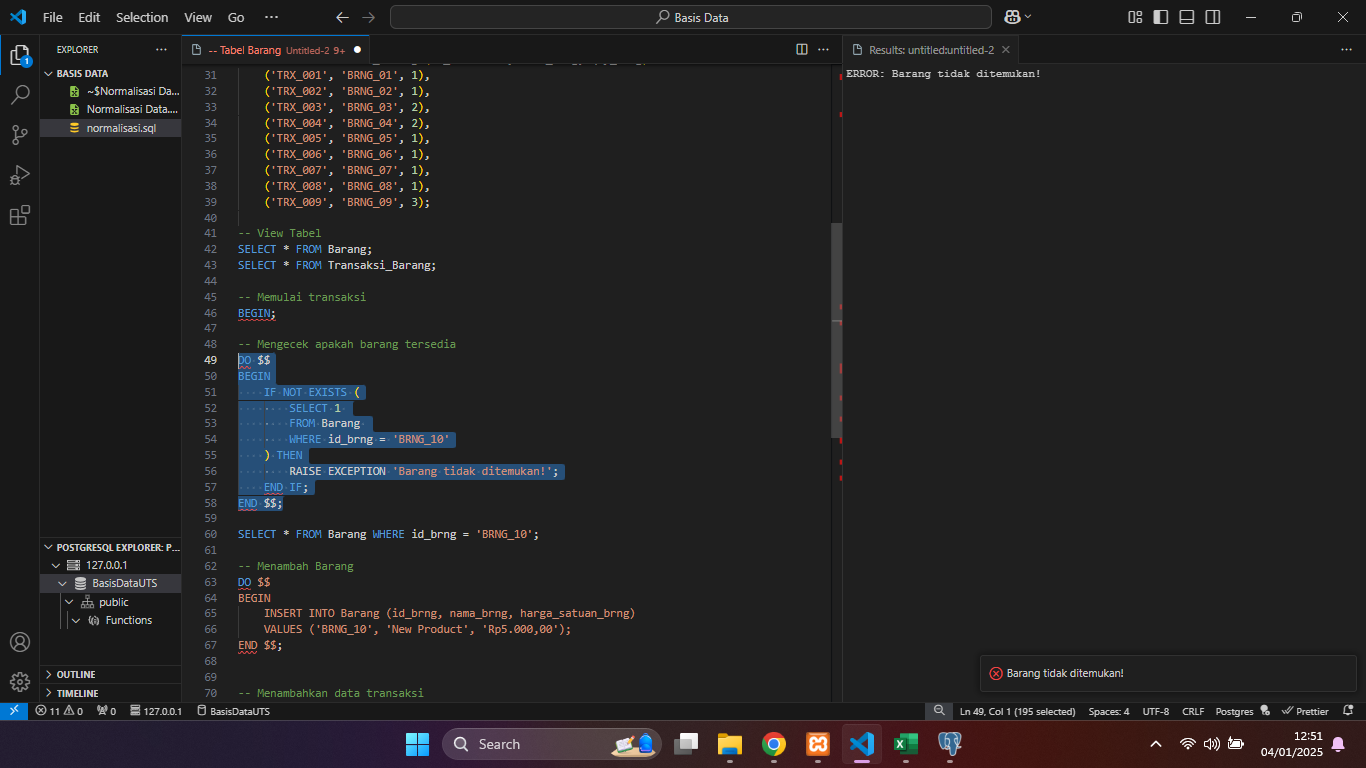 File Edit Selection View Go ··· Basis Data
EXPLORER ···
BASIS DATA
~$Normalisasi Da...
Normalisasi Data....
normalisasi.sql
POSTGRESQL EXPLORER: P...
127.0.0.1
BasisDataUTS
public
Functions
OUTLINE
TIMELINE
1
-- Tabel Barang Untitled-2 9+
31 ('TRX_001', 'BRNG_01', 1),
32 ('TRX_002', 'BRNG_02', 1),
33 ('TRX_003', 'BRNG_03', 2),
34 ('TRX_004', 'BRNG_04', 2),
35 ('TRX_005', 'BRNG_05', 1),
36 ('TRX_006', 'BRNG_06', 1),
37 ('TRX_007', 'BRNG_07', 1),
38 ('TRX_008', 'BRNG_08', 1),
39 ('TRX_009', 'BRNG_09', 3);
40
41 -- View Tabel
42 SELECT * FROM Barang;
43 SELECT * FROM Transaksi_Barang;
44
45 -- Memulai transaksi
46 BEGIN;
47
48 -- Mengecek apakah barang tersedia
49 DO $$
50 BEGIN
51 IF NOT EXISTS (
52 SELECT 1
53 FROM Barang
54 WHERE id_brng = 'BRNG_10'
55 ) THEN
56 RAISE EXCEPTION 'Barang tidak ditemukan!';
57 END IF;
58 END $$;
59
60 SELECT * FROM Barang WHERE id_brng = 'BRNG_10';
61
62 -- Menambah Barang
63 DO $$
64 BEGIN
65 INSERT INTO Barang (id_brng, nama_brng, harga_satuan_brng)
66 VALUES ('BRNG_10', 'New Product', 'Rp5.000,00');
67 END $$;
68
69
70 -- Menambahkan data transaksi
Results: untitled:untitled-2
ERROR: Barang tidak ditemukan!
Barang tidak ditemukan!
11 0 0 127.0.0.1 BasisDataUTS Ln 49, Col 1 (195 selected) Spaces: 4 UTF-8 CRLF Postgres Prettier
Search
12:51
04/01/2025